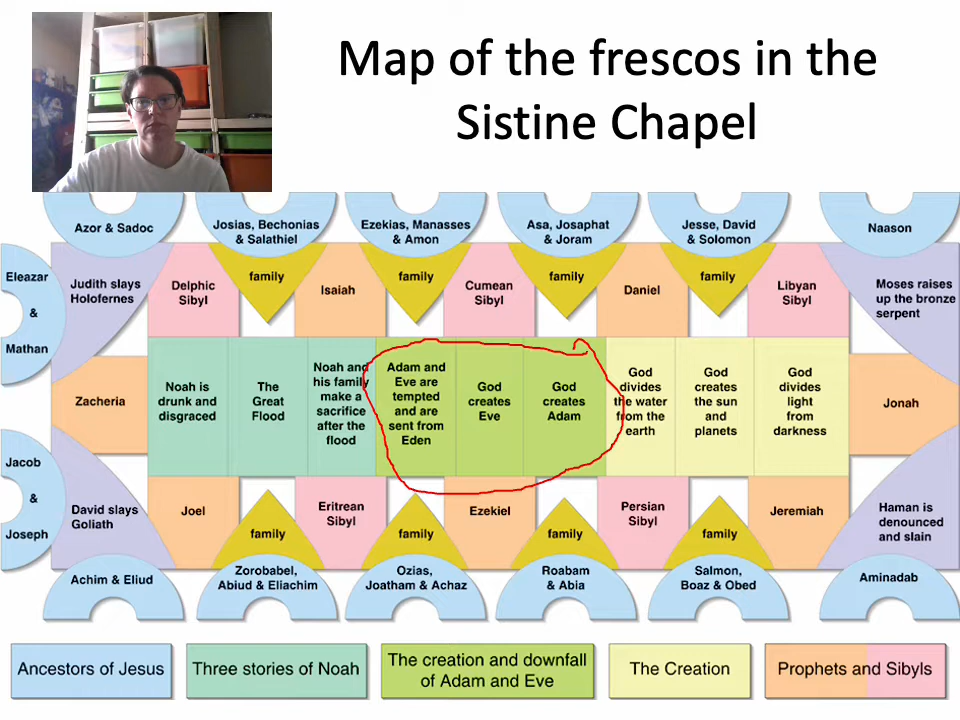 Map of the frescos in the
Sistine Chapel
Azor & Sadoc
Josias, Bechonias
& Salathiel
Ezekias, Manasses
& Amon
Asa, Josaphat
& Joram
Jesse, David
& Solomon
Naason
Eleazar
&
Mathan
Judith slays
Holofernes
Delphic
Sibyl
family
Isaiah
family
Cumean
Sibyl
family
Daniel
family
Libyan
Sibyl
Moses raises
up the bronze
serpent
Zacheria
Noah is
drunk and
disgraced
The
Great
Flood
Noah and
his family
make a
sacrifice
after the
flood
Adam and
Eve are
tempted
and are
sent from
Eden
God
creates
Eve
God
creates
Adam
God
divides
the water
from the
earth
God
creates
the sun
and
planets
God
divides
light
from
darkness
Jonah
Jacob
&
Joseph
David slays
Goliath
Joel
family
Eritrean
Sibyl
family
Ezekiel
family
Persian
Sibyl
family
Jeremiah
Haman is
denounced
and slain
Achim & Eliud
Zorobabel,
Abiud & Eliachim
Ozias,
Joatham & Achaz
Roabam
& Abia
Salmon,
Boaz & Obed
Aminadab
Ancestors of Jesus
Three stories of Noah
The creation and downfall
of Adam and Eve
The Creation
Prophets and Sibyls